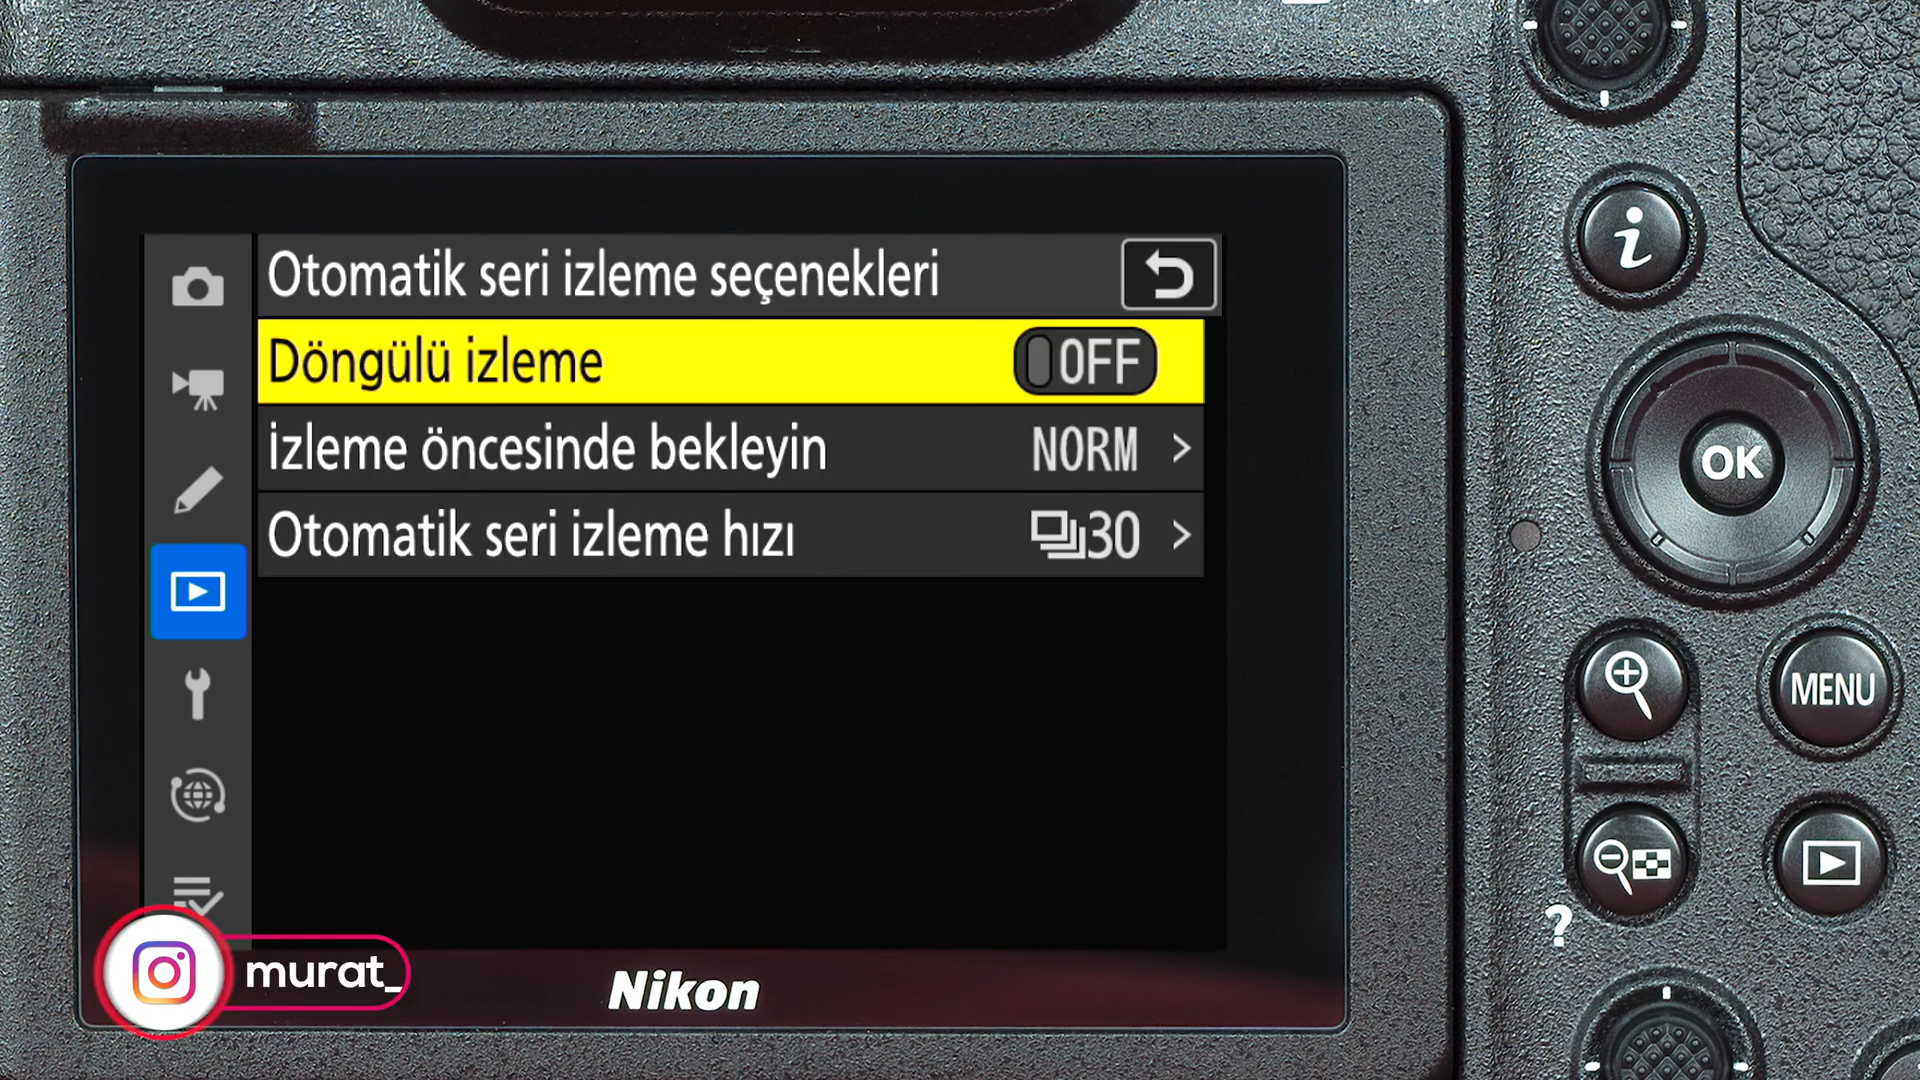 Otomatik seri izleme seçenekleri
Döngülü izleme OFF
İzleme öncesinde bekleyin NORM >
Otomatik seri izleme hızı 30 >
i
OK
MENU
?
murat_
Nikon